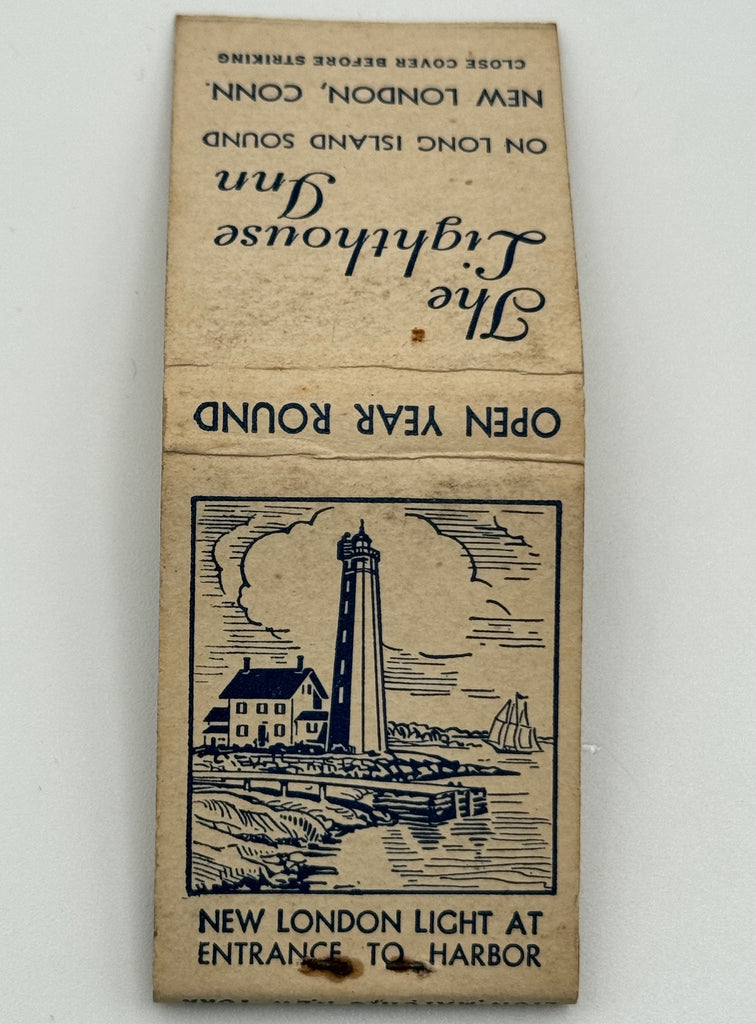 The
Lighthouse
Inn
ON LONG ISLAND SOUND
NEW LONDON, CONN.
CLOSE COVER BEFORE STRIKING
OPEN YEAR ROUND
NEW LONDON LIGHT AT
ENTRANCE TO HARBOR